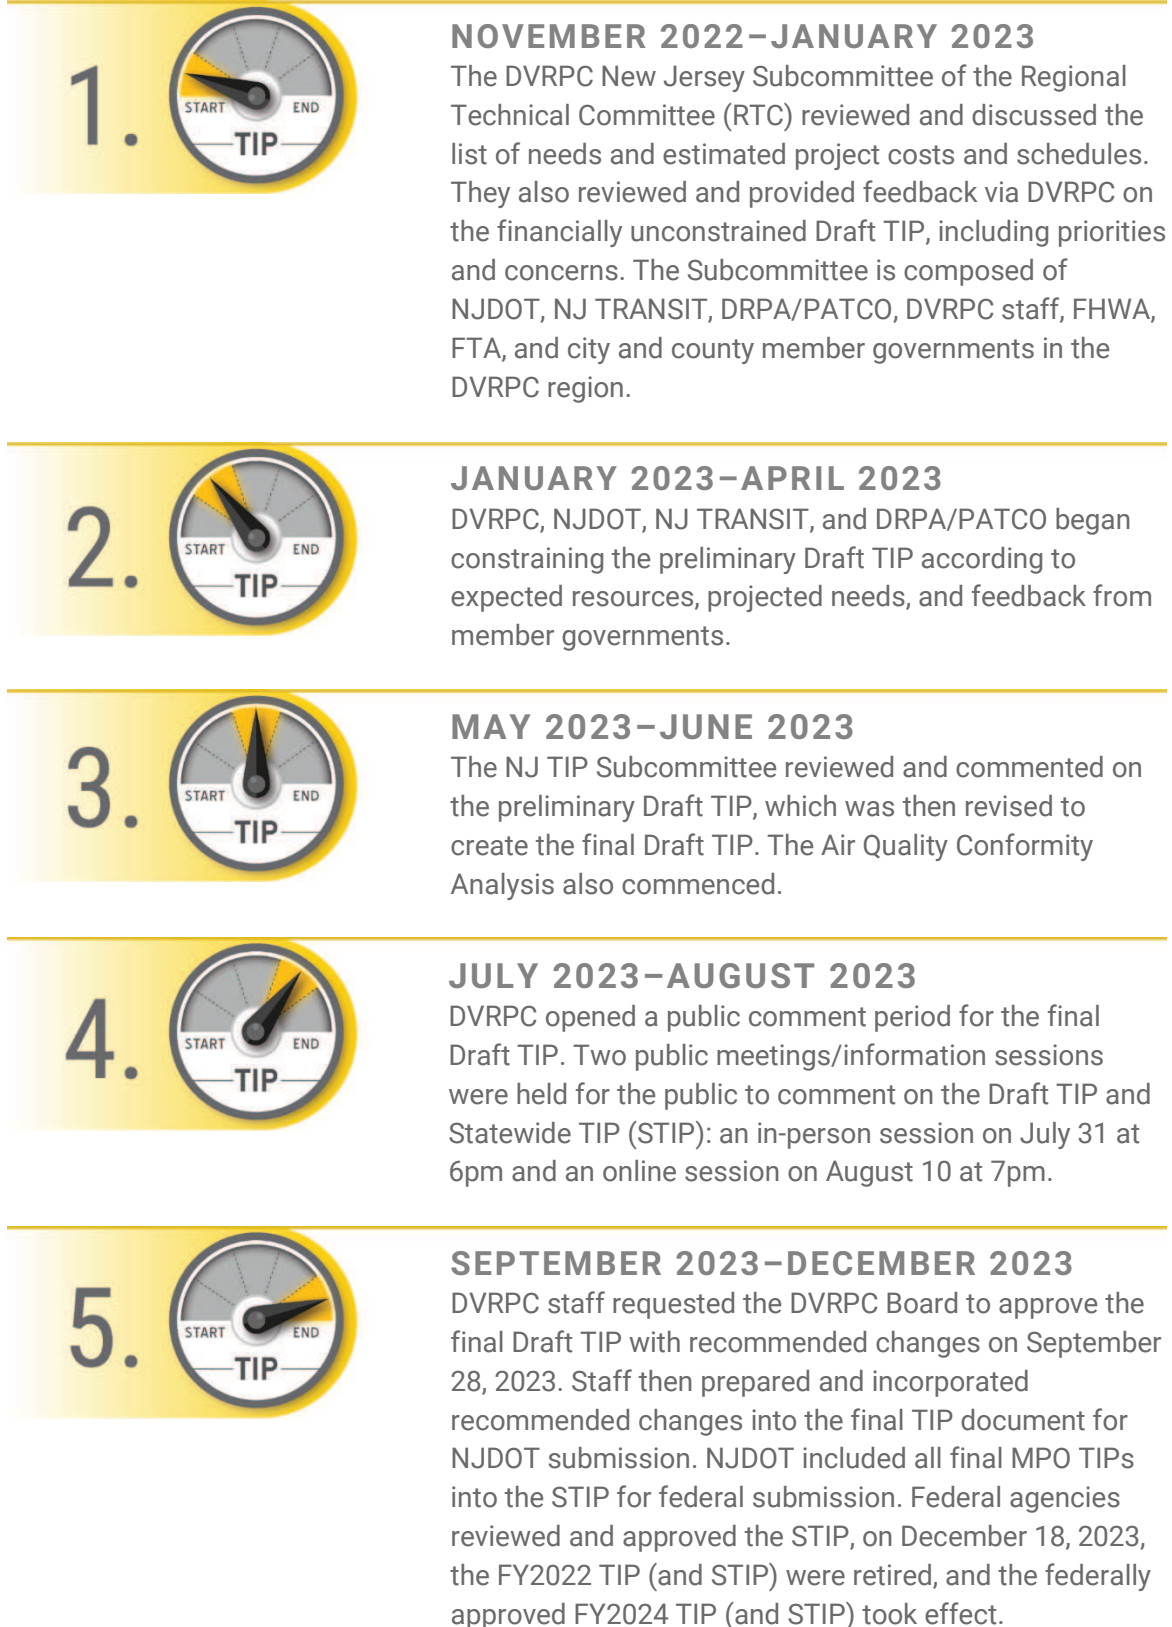 1.
START END
TIP
NOVEMBER 2022–JANUARY 2023
The DVRPC New Jersey Subcommittee of the Regional
Technical Committee (RTC) reviewed and discussed the
list of needs and estimated project costs and schedules.
They also reviewed and provided feedback via DVRPC on
the financially unconstrained Draft TIP, including priorities
and concerns. The Subcommittee is composed of
NJDOT, NJ TRANSIT, DRPA/PATCO, DVRPC staff, FHWA,
FTA, and city and county member governments in the
DVRPC region.
2.
START END
TIP
JANUARY 2023–APRIL 2023
DVRPC, NJDOT, NJ TRANSIT, and DRPA/PATCO began
constraining the preliminary Draft TIP according to
expected resources, projected needs, and feedback from
member governments.
3.
START END
TIP
MAY 2023–JUNE 2023
The NJ TIP Subcommittee reviewed and commented on
the preliminary Draft TIP, which was then revised to
create the final Draft TIP. The Air Quality Conformity
Analysis also commenced.
4.
START END
TIP
JULY 2023–AUGUST 2023
DVRPC opened a public comment period for the final
Draft TIP. Two public meetings/information sessions
were held for the public to comment on the Draft TIP and
Statewide TIP (STIP): an in-person session on July 31 at
6pm and an online session on August 10 at 7pm.
5.
START END
TIP
SEPTEMBER 2023–DECEMBER 2023
DVRPC staff requested the DVRPC Board to approve the
final Draft TIP with recommended changes on September
28, 2023. Staff then prepared and incorporated
recommended changes into the final TIP document for
NJDOT submission. NJDOT included all final MPO TIPs
into the STIP for federal submission. Federal agencies
reviewed and approved the STIP, on December 18, 2023,
the FY2022 TIP (and STIP) were retired, and the federally
approved FY2024 TIP (and STIP) took effect.